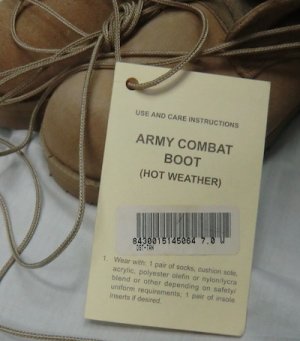 USE AND CARE INSTRUCTIONS
ARMY COMBAT
BOOT
(HOT WEATHER)
8430015145064 7.0 W
DST-TAN
1. Wear with: 1 pair of socks, cushion sole,
acrylic, polyester olefin or nylon/lycra
blend or other depending on safety/
uniform requirements; 1 pair of insole
Inserts if desired.